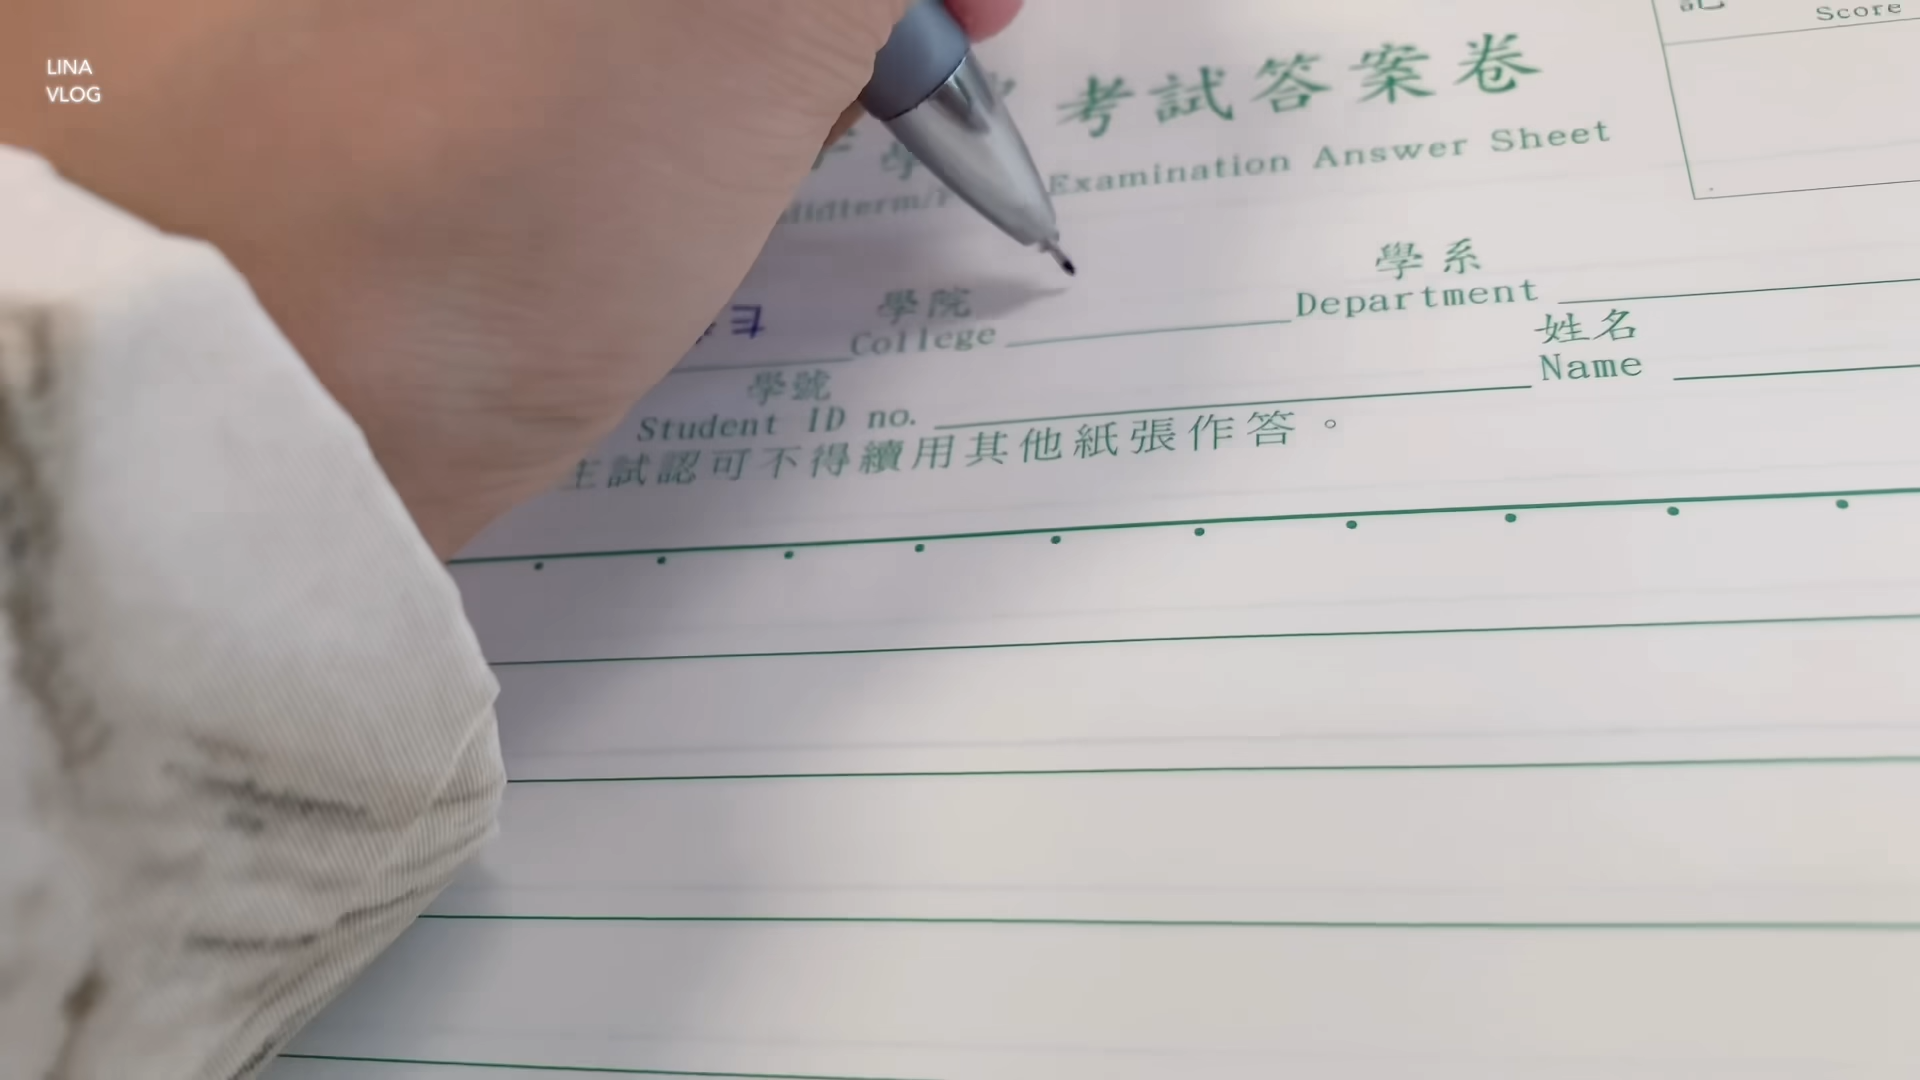 LINA
VLOG
Score
考試答案卷
Examination Answer Sheet
學院
College
學系
Department
學號
Student ID no.
姓名
Name
主試認可不得續用其他紙張作答。